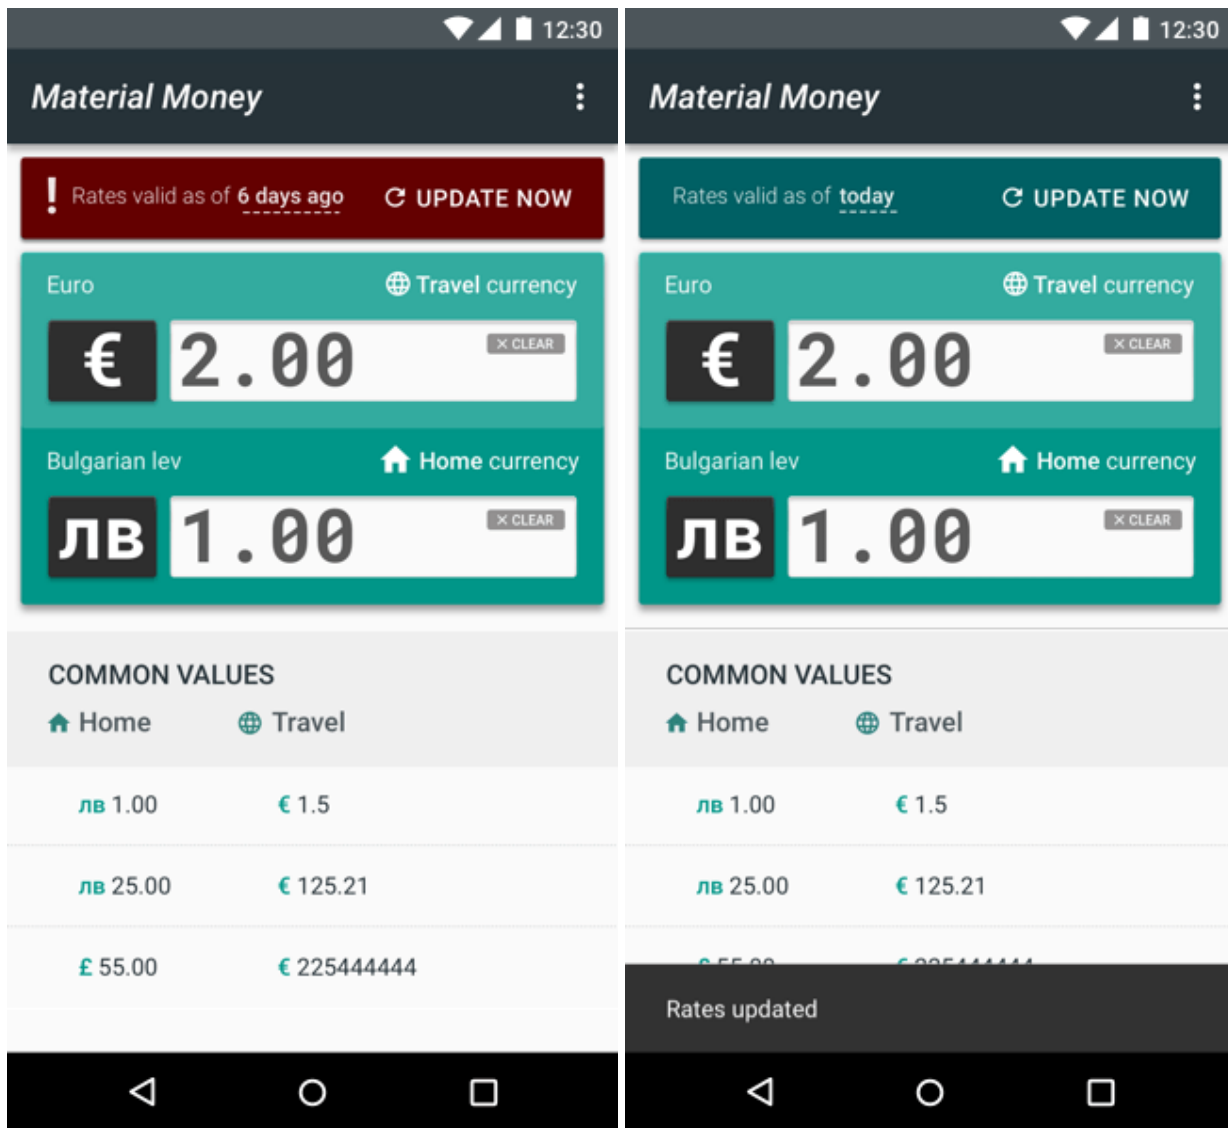 12:30
Material Money
! Rates valid as of 6 days ago UPDATE NOW
Euro Travel currency
€ 2.00 × CLEAR
Bulgarian lev Home currency
лв 1.00 × CLEAR
COMMON VALUES
Home Travel
лв 1.00 € 1.5
лв 25.00 € 125.21
£ 55.00 € 225444444
12:30
Material Money
Rates valid as of today UPDATE NOW
Euro Travel currency
€ 2.00 × CLEAR
Bulgarian lev Home currency
лв 1.00 × CLEAR
COMMON VALUES
Home Travel
лв 1.00 € 1.5
лв 25.00 € 125.21
Rates updated